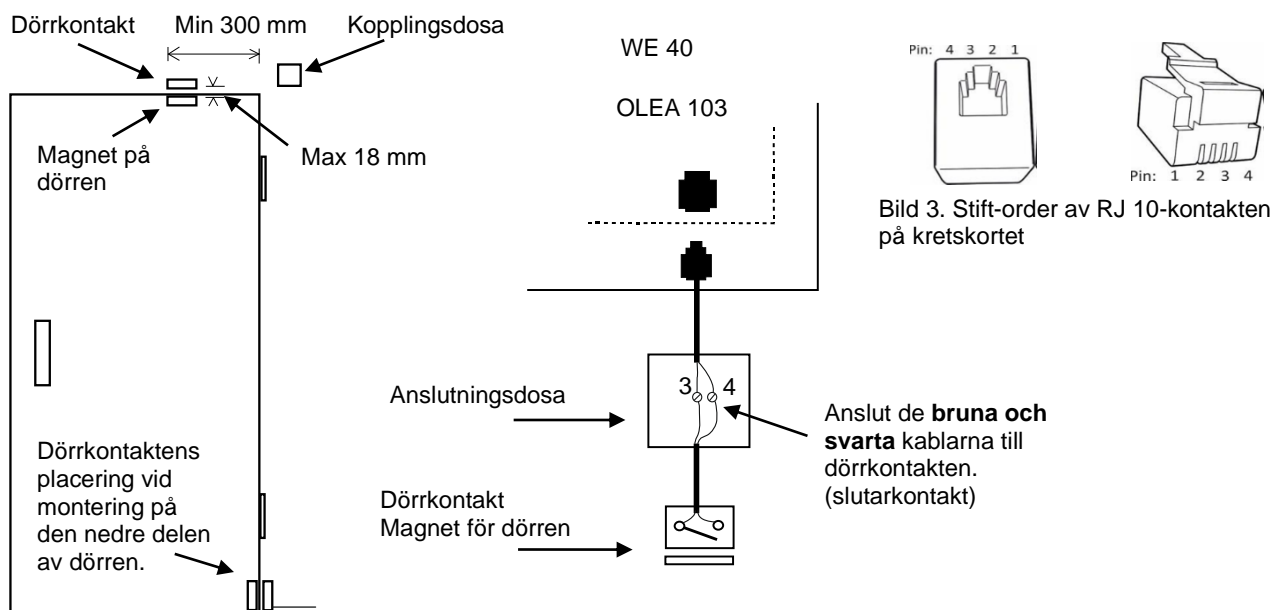 Dörrkontakt
Min 300 mm
Kopplingsdosa
Magnet på
dörren
Max 18 mm
Dörrkontaktens
placering vid
montering på
den nedre delen
av dörren.
WE 40
OLEA 103
Anslutningsdosa
3 4
Anslut de bruna och
svarta kablarna till
dörrkontakten.
(slutarkontakt)
Dörrkontakt
Magnet för dörren
Pin: 4 3 2 1
Pin: 1 2 3 4
Bild 3. Stift-order av RJ 10-kontakten
på kretskortet